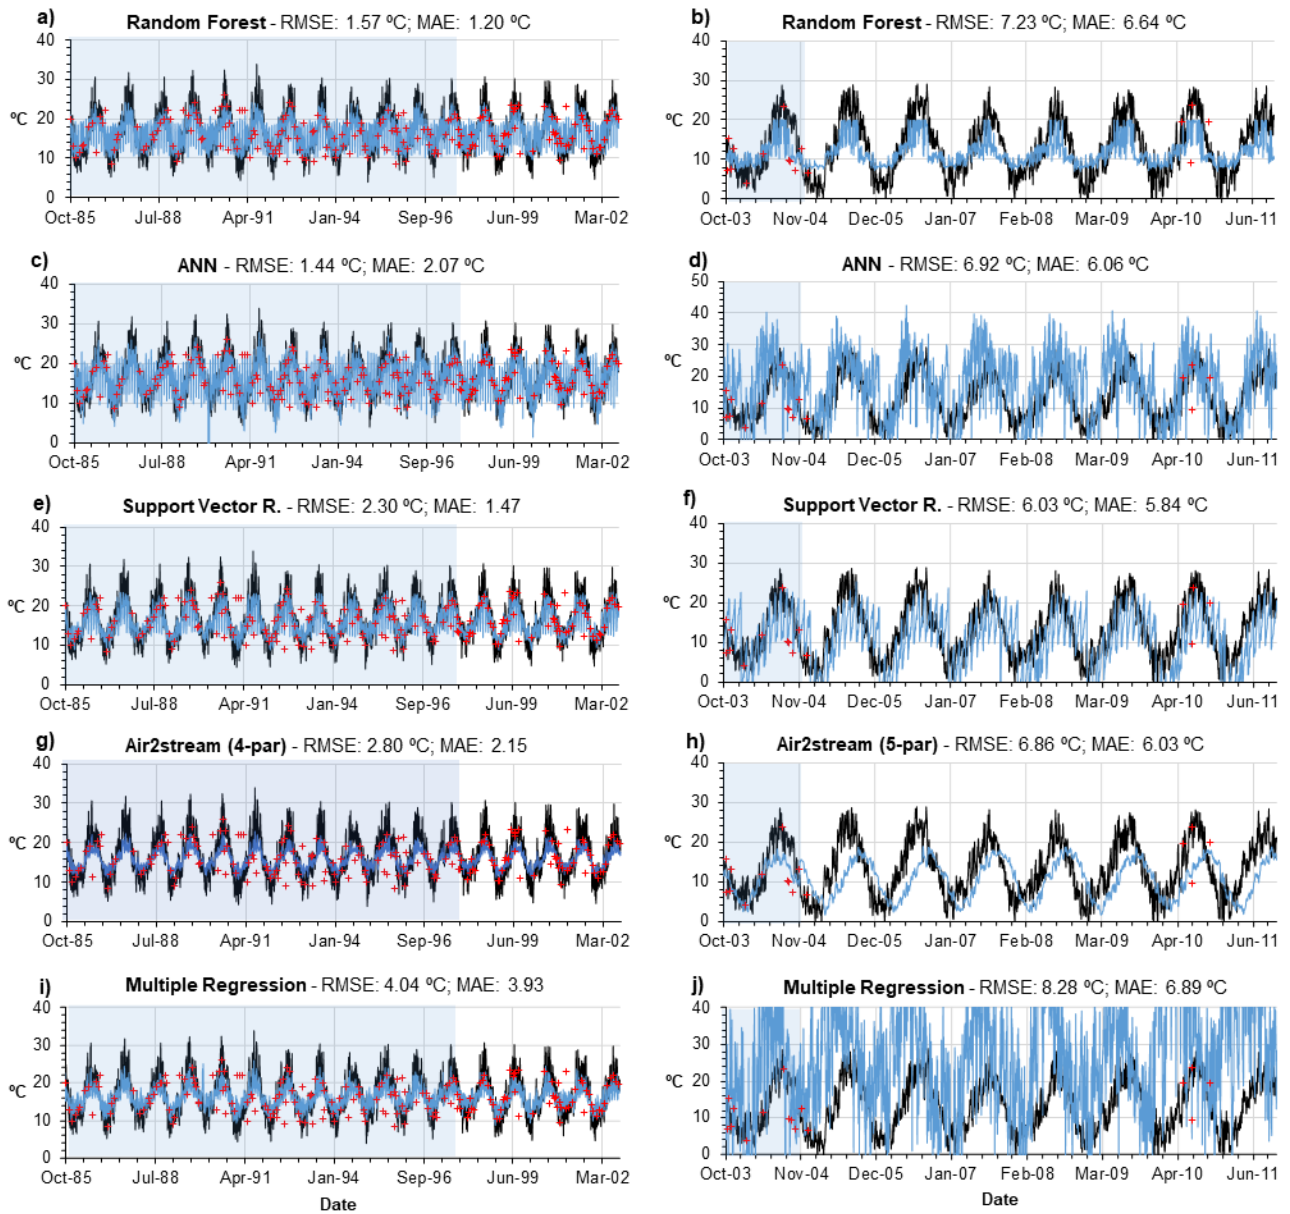 a) Random Forest - RMSE: 1.57 ºC; MAE: 1.20 ºC
40
30
ºC 20
10
0
Oct-85 Jul-88 Apr-91 Jan-94 Sep-96 Jun-99 Mar-02
b) Random Forest - RMSE: 7.23 ºC; MAE: 6.64 ºC
40
30
ºC 20
10
0
Oct-03 Nov-04 Dec-05 Jan-07 Feb-08 Mar-09 Apr-10 Jun-11
c) ANN - RMSE: 1.44 ºC; MAE: 2.07 ºC
40
30
ºC 20
10
0
Oct-85 Jul-88 Apr-91 Jan-94 Sep-96 Jun-99 Mar-02
d) ANN - RMSE: 6.92 ºC; MAE: 6.06 ºC
50
40
30
ºC
20
10
0
Oct-03 Nov-04 Dec-05 Jan-07 Feb-08 Mar-09 Apr-10 Jun-11
e) Support Vector R. - RMSE: 2.30 ºC; MAE: 1.47
40
30
ºC 20
10
0
Oct-85 Jul-88 Apr-91 Jan-94 Sep-96 Jun-99 Mar-02
f) Support Vector R. - RMSE: 6.03 ºC; MAE: 5.84 ºC
40
30
ºC 20
10
0
Oct-03 Nov-04 Dec-05 Jan-07 Feb-08 Mar-09 Apr-10 Jun-11
g) Air2stream (4-par) - RMSE: 2.80 ºC; MAE: 2.15
40
30
ºC 20
10
0
Oct-85 Jul-88 Apr-91 Jan-94 Sep-96 Jun-99 Mar-02
h) Air2stream (5-par) - RMSE: 6.86 ºC; MAE: 6.03 ºC
40
30
ºC 20
10
0
Oct-03 Nov-04 Dec-05 Jan-07 Feb-08 Mar-09 Apr-10 Jun-11
i) Multiple Regression - RMSE: 4.04 ºC; MAE: 3.93
40
30
ºC 20
10
0
Oct-85 Jul-88 Apr-91 Jan-94 Sep-96 Jun-99 Mar-02
Date
j) Multiple Regression - RMSE: 8.28 ºC; MAE: 6.89 ºC
40
30
ºC 20
10
0
Oct-03 Nov-04 Dec-05 Jan-07 Feb-08 Mar-09 Apr-10 Jun-11
Date